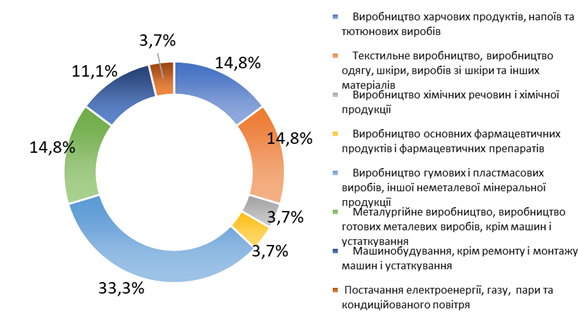 3,7%
11,1%
14,8%
14,8%
14,8%
3,7%
3,7%
33,3%
Виробництво харчових продуктів, напоїв та
тютюнових виробів
Текстильне виробництво, виробництво
одягу, шкіри, виробів зі шкіри та інших
матеріалів
Виробництво хімічних речовин і хімічної
продукції
Виробництво основних фармацевтичних
продуктів і фармацевтичних препаратів
Виробництво гумових і пластмасових
виробів, іншої неметалевої мінеральної
продукції
Металургійне виробництво, виробництво
готових металевих виробів, крім машин і
устаткування
Машинобудування, крім ремонту і монтажу
машин і устаткування
Постачання електроенергії, газу, пари та
кондиційованого повітря